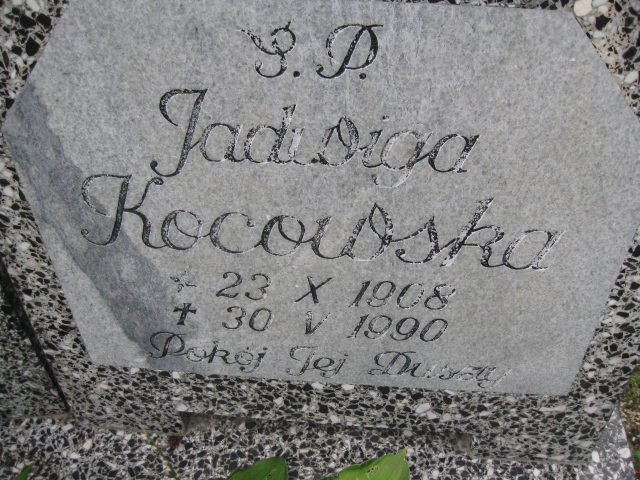 Ś. P.
Jadwiga
Kocowska
* 23 X 1908
✝ 30 V 1990
Pokój Jej Duszy